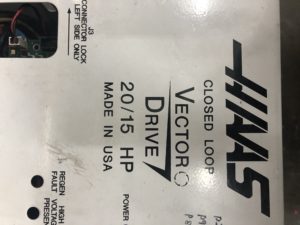 HAAS
CLOSED LOOP
VECTOR
DRIVE
20/15 HP
MADE IN USA
J3
CONNECTOR LOCK
LEFT SIDE ONLY
POWER
REGEN
FAULT
HIGH
VOLTAGE
PRESEN